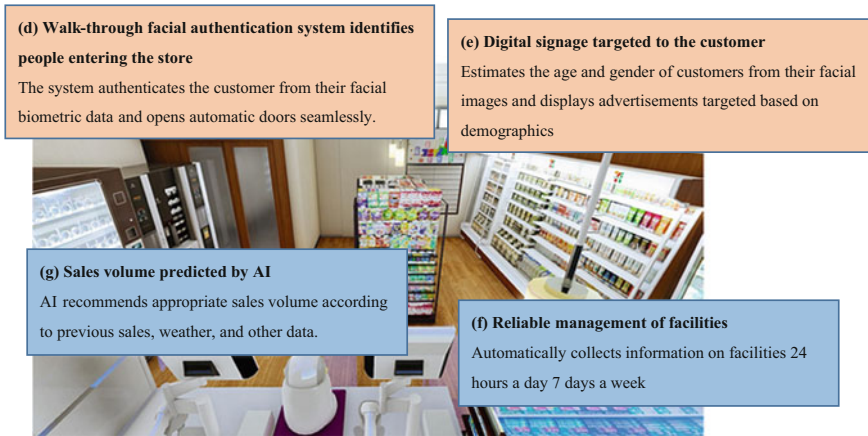 (d) Walk-through facial authentication system identifies
people entering the store
The system authenticates the customer from their facial
biometric data and opens automatic doors seamlessly.
(e) Digital signage targeted to the customer
Estimates the age and gender of customers from their facial
images and displays advertisements targeted based on
demographics
(g) Sales volume predicted by AI
AI recommends appropriate sales volume according
to previous sales, weather, and other data.
(f) Reliable management of facilities
Automatically collects information on facilities 24
hours a day 7 days a week